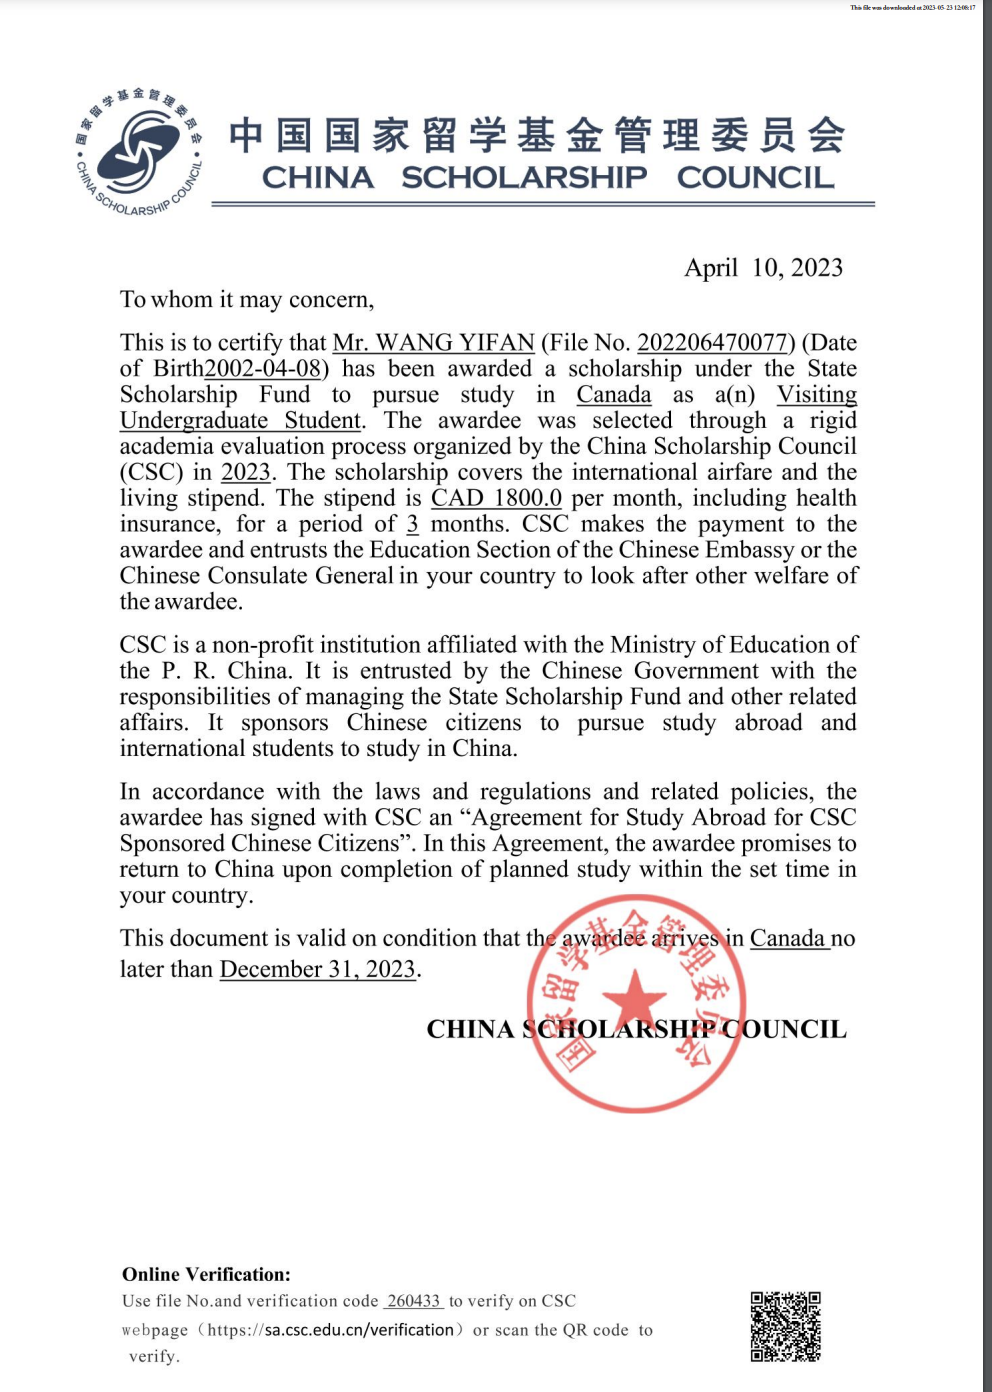 This file was downloaded at 2023-05-23 12:08:17
国家留学基金管理委员会
CHINA SCHOLARSHIP COUNCIL
中国国家留学基金管理委员会
CHINA SCHOLARSHIP COUNCIL
April 10, 2023
To whom it may concern,
This is to certify that Mr. WANG YIFAN (File No. 202206470077) (Date
of Birth2002-04-08) has been awarded a scholarship under the State
Scholarship Fund to pursue study in Canada as a(n) Visiting
Undergraduate Student. The awardee was selected through a rigid
academia evaluation process organized by the China Scholarship Council
(CSC) in 2023. The scholarship covers the international airfare and the
living stipend. The stipend is CAD 1800.0 per month, including health
insurance, for a period of 3 months. CSC makes the payment to the
awardee and entrusts the Education Section of the Chinese Embassy or the
Chinese Consulate General in your country to look after other welfare of
the awardee.
CSC is a non-profit institution affiliated with the Ministry of Education of
the P. R. China. It is entrusted by the Chinese Government with the
responsibilities of managing the State Scholarship Fund and other related
affairs. It sponsors Chinese citizens to pursue study abroad and
international students to study in China.
In accordance with the laws and regulations and related policies, the
awardee has signed with CSC an “Agreement for Study Abroad for CSC
Sponsored Chinese Citizens”. In this Agreement, the awardee promises to
return to China upon completion of planned study within the set time in
your country.
This document is valid on condition that the awardee arrives in Canada no
later than December 31, 2023.
CHINA SCHOLARSHIP COUNCIL
国家留学基金管理委员会
Online Verification:
Use file No.and verification code 260433 to verify on CSC
webpage（https://sa.csc.edu.cn/verification）or scan the QR code to
verify.